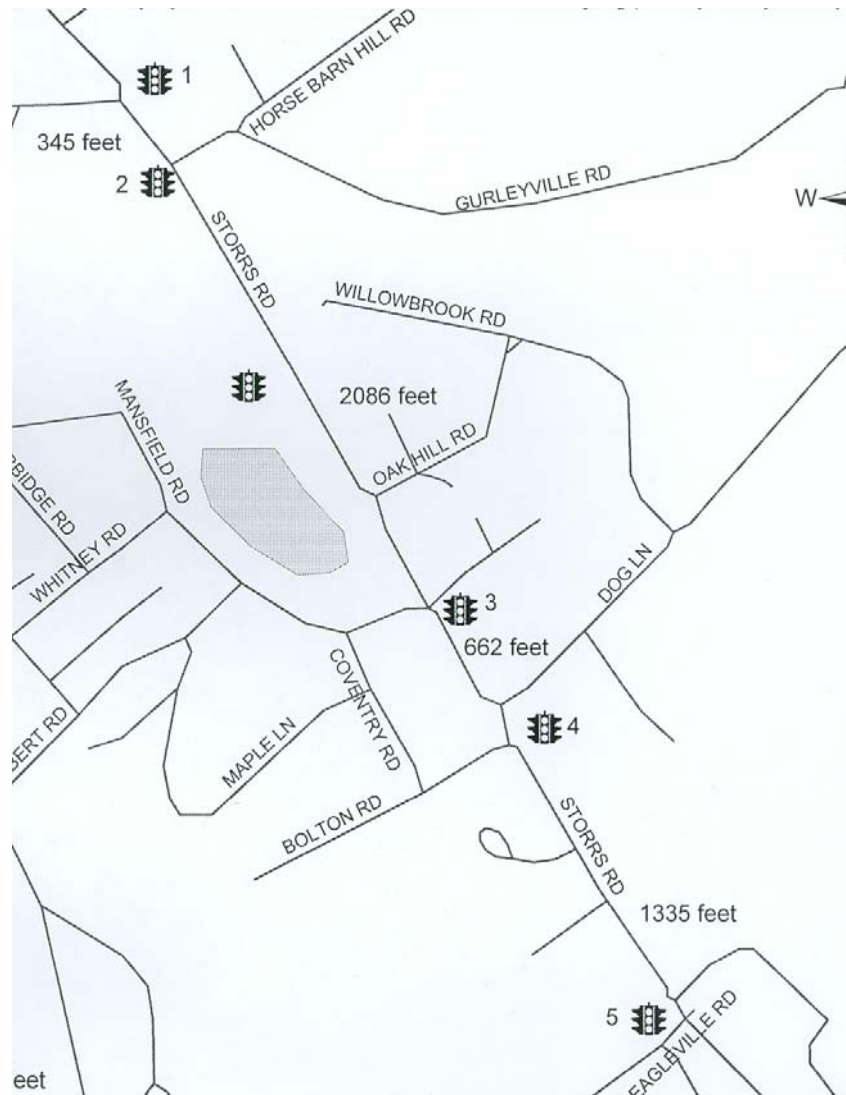 1
HORSE BARN HILL RD
345 feet
2
GURLEYVILLE RD
W
STORRS RD
WILLOWBROOK RD
2086 feet
MANSFIELD RD
OAK HILL RD
RBIDGE RD
WHITNEY RD
DOG LN
3
662 feet
COVENTRY RD
BERT RD
MAPLE LN
4
BOLTON RD
STORRS RD
1335 feet
5
EAGLEVILLE RD
eet